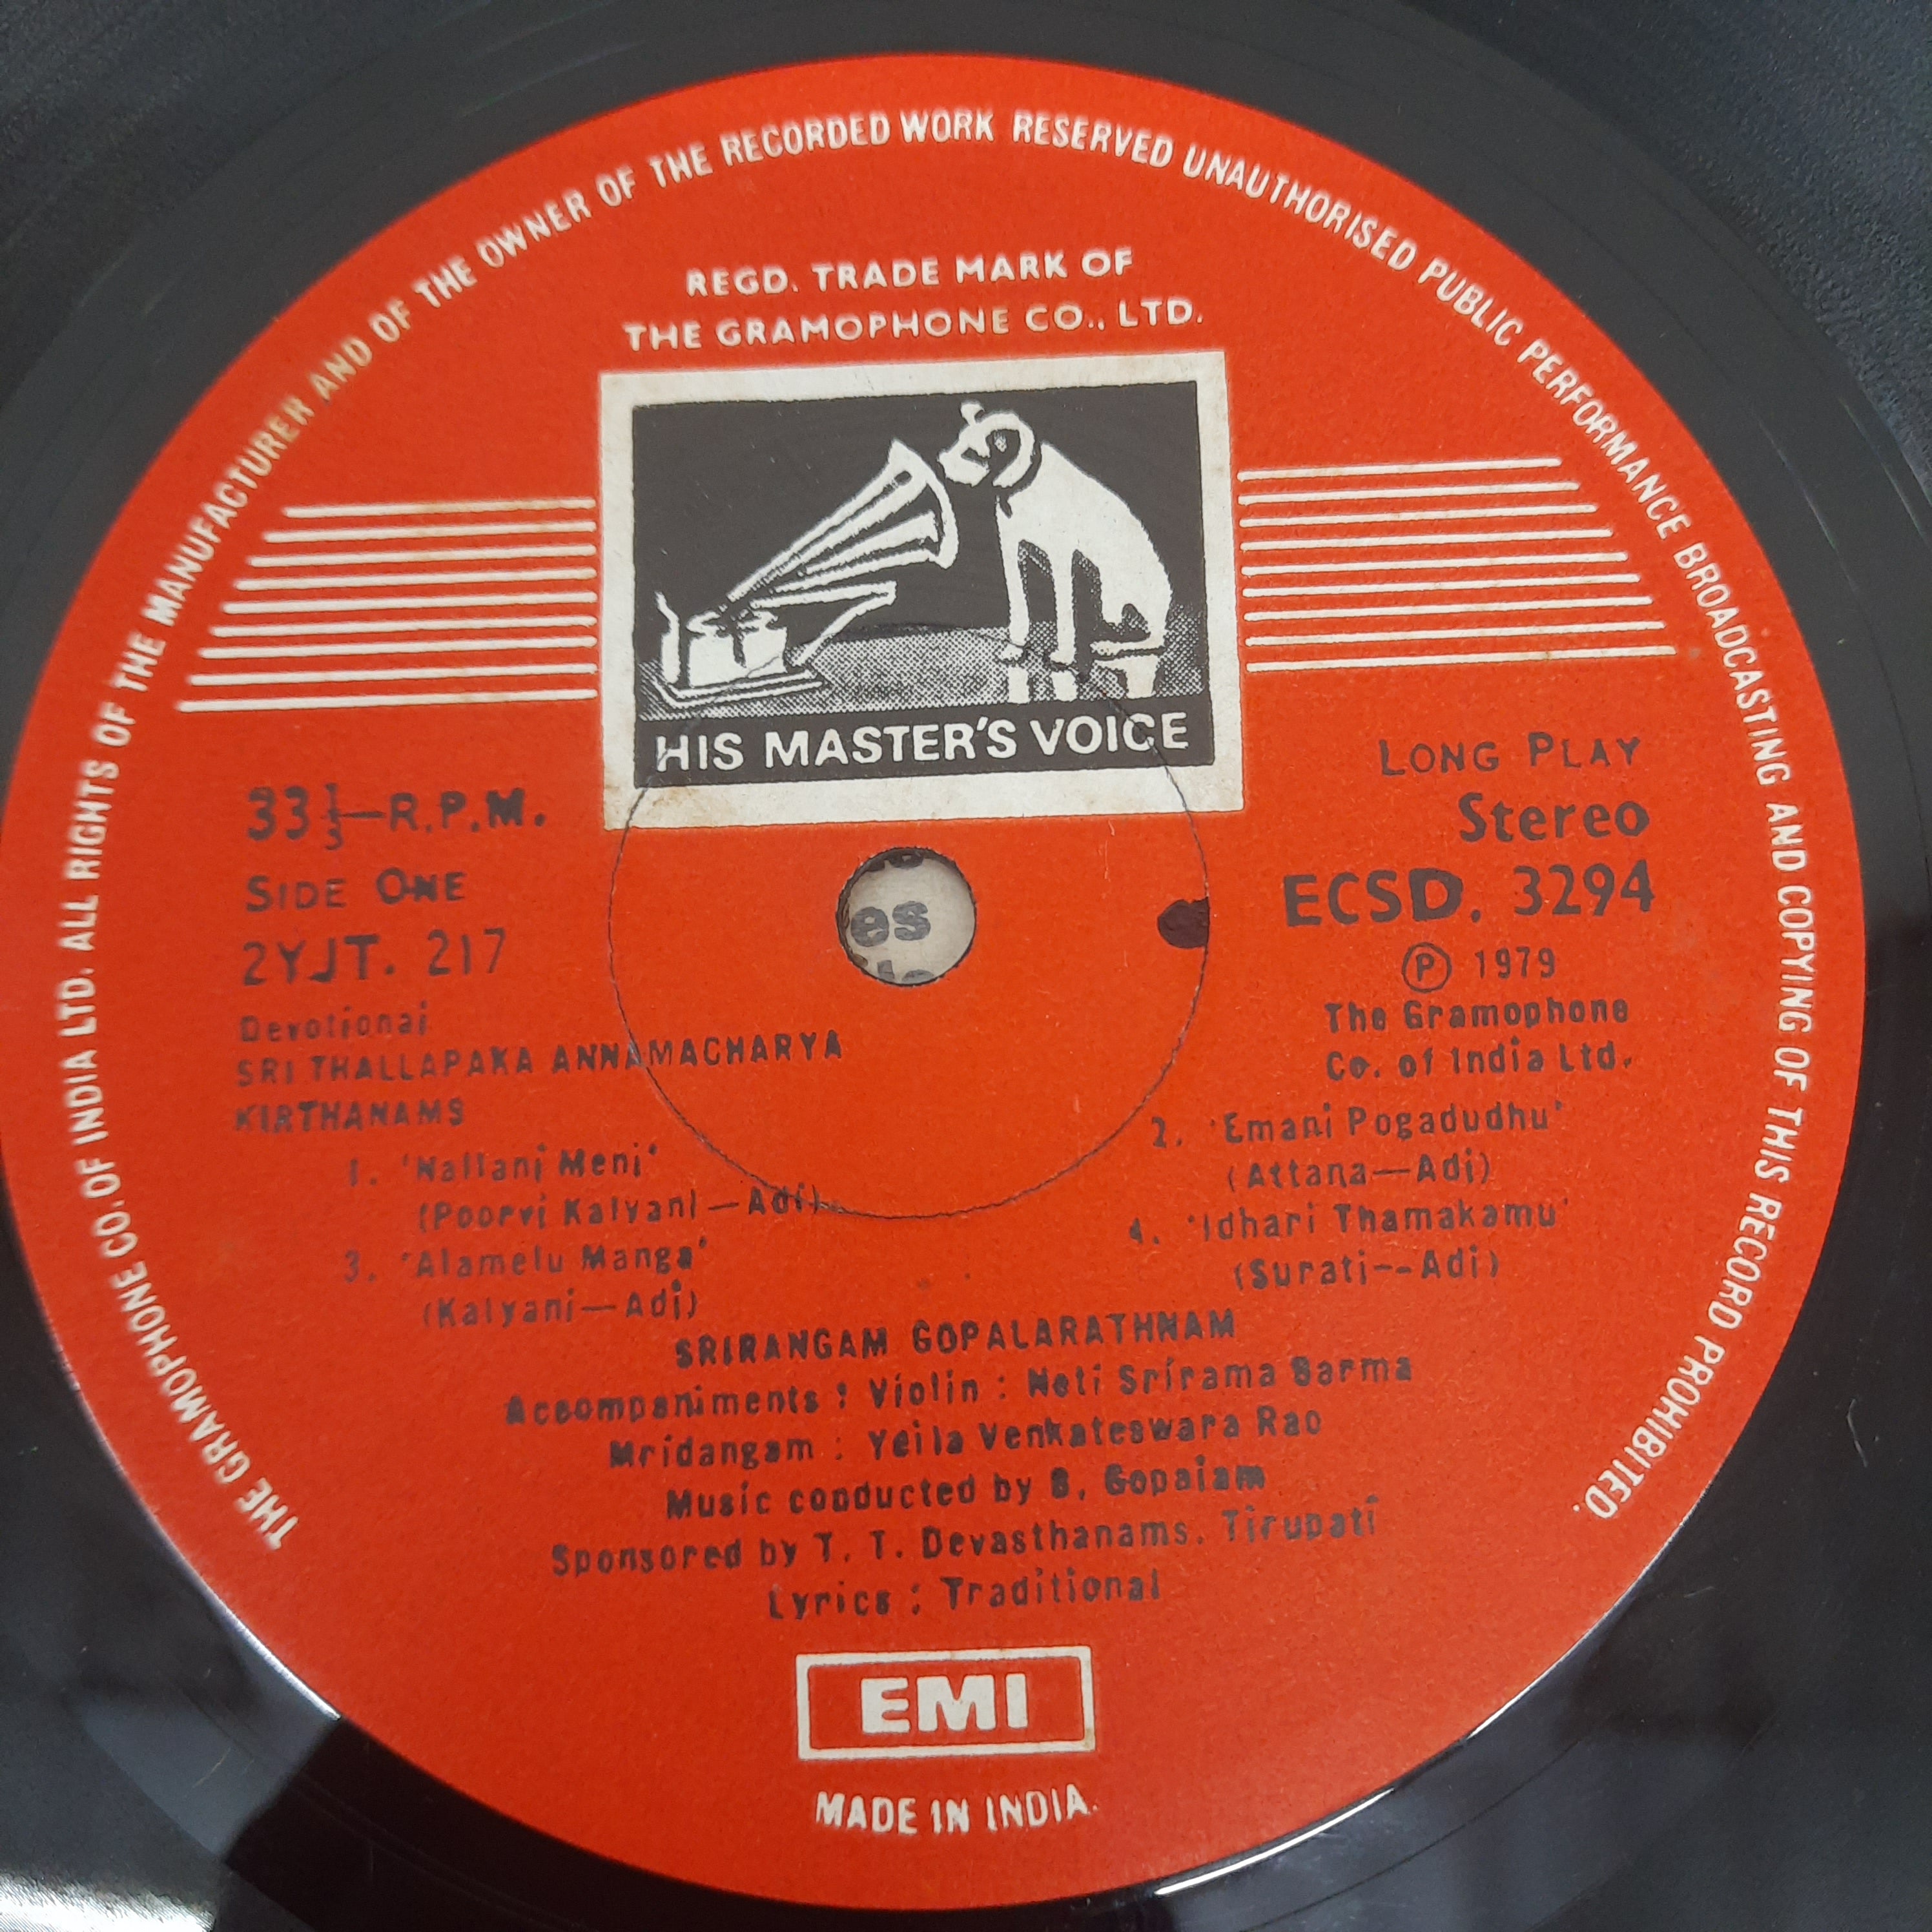 THE GRAMOPHONE CO. OF INDIA LTD. ALL RIGHTS OF THE MANUFACTURER AND OF THE OWNER OF THE RECORDED WORK RESERVED UNAUTHORISED PUBLIC PERFORMANCE BROADCASTING AND COPYING OF THIS RECORD PROHIBITED.
REGD. TRADE MARK OF
THE GRAMOPHONE CO., LTD.
HIS MASTER'S VOICE
33⅓—R.P.M.
SIDE ONE
2YJT. 217
LONG PLAY
Stereo
ECSD. 3294
Ⓟ 1979
The Gramophone
Co. of India Ltd.
es
Devotional
SRI THALLAPAKA ANNAMACHARYA
KIRTHANAMS
1. 'Nallani Meni'
(Poorvi Kalyani—Adi)
2. 'Emani Pogadudhu'
(Attana—Adi)
3. 'Alamelu Manga'
(Kalyani—Adi)
4. 'Idhari Thamakamu'
(Surati--Adi)
SRIRANGAM GOPALARATHNAM
Accompaniments : Violin : Neti Srirama Sarma
Mridangam : Yella Venkateswara Rao
Music conducted by B. Gopalam
Sponsored by T. T. Devasthanams. Tirupati
Lyrics : Traditional
EMI
MADE IN INDIA.